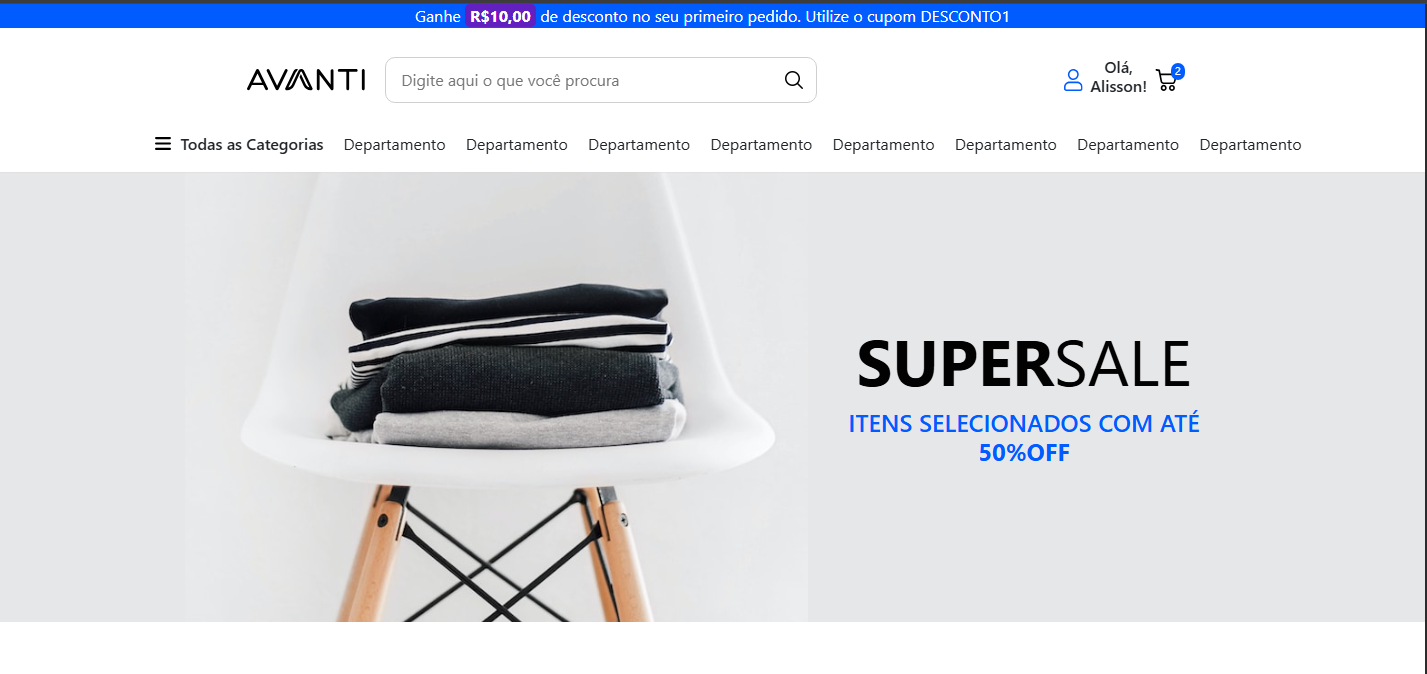 Ganhe R$10,00 de desconto no seu primeiro pedido. Utilize o cupom DESCONTO1
AVANTI
Digite aqui o que você procura
Olá,
Alisson!
2
Todas as Categorias Departamento Departamento Departamento Departamento Departamento Departamento Departamento Departamento
SUPERSALE
ITENS SELECIONADOS COM ATÉ
50%OFF